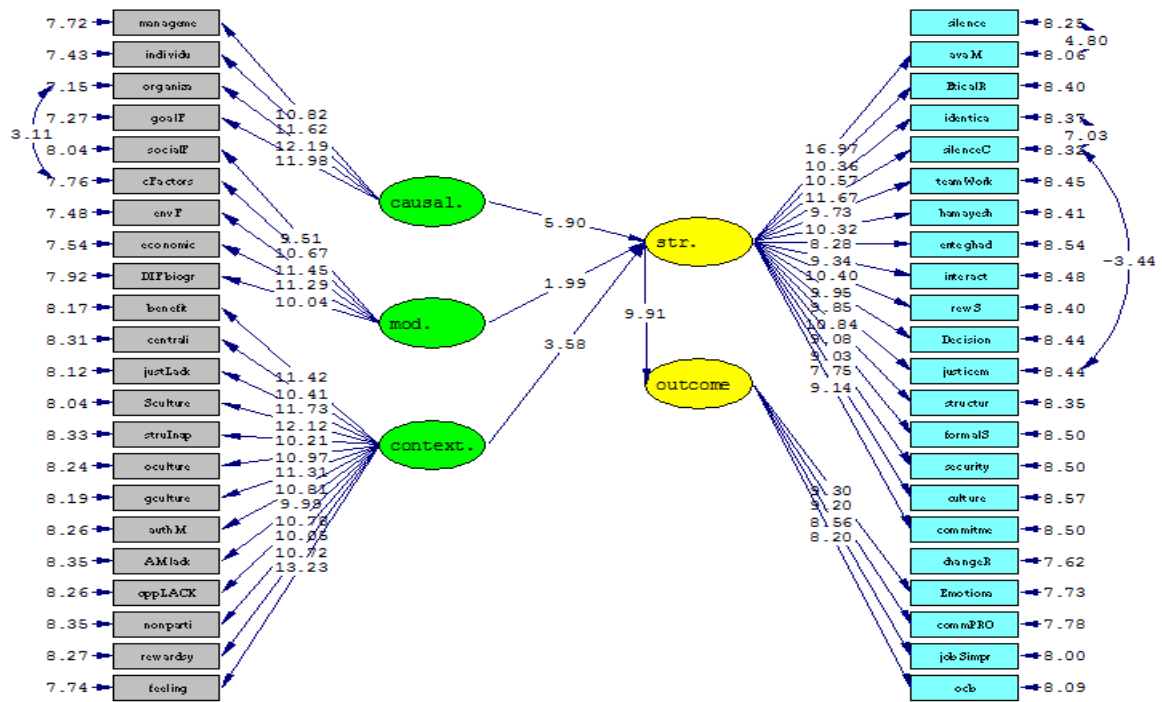 7.72 manageme
7.43 individu
7.15 organiza
7.27 goalF
3.11
8.04 socialF
7.76 cFactors
7.48 envF
7.54 economic
7.92 DIFbiogr
8.17 benefit
8.31 centrali
8.12 justLack
8.04 Sculture
8.33 struInap
8.24 oculture
8.19 gculture
8.26 authM
8.35 AMlack
8.26 oppLACK
8.35 nonparti
8.27 rewardsy
7.74 feeling
10.82
11.62
12.19
11.98
9.51
10.67
11.45
11.29
10.04
11.42
10.41
11.73
12.12
10.21
10.97
11.31
10.81
9.99
10.05
10.72
13.23
causal.
mod.
context.
5.90
1.99
3.58
str.
9.91
outcome
16.97
10.36
10.57
11.67
9.73
10.32
8.28
9.34
10.40
9.95
9.85
10.84
9.08
9.03
7.75
9.14
9.30
9.20
8.56
8.20
silence 8.25
4.80
avaM 8.06
EticalR 8.40
identica 8.37
7.03
silenceC 8.32
teamWork 8.45
hamayesh 8.41
enteghad 8.54
-3.44
interact 8.48
rewS 8.40
Decision 8.44
justicem 8.44
structur 8.35
formalS 8.50
security 8.50
culture 8.57
commitme 8.50
changeR 7.62
Emotiona 7.73
commPRO 7.78
jobSimpr 8.00
ocb 8.09